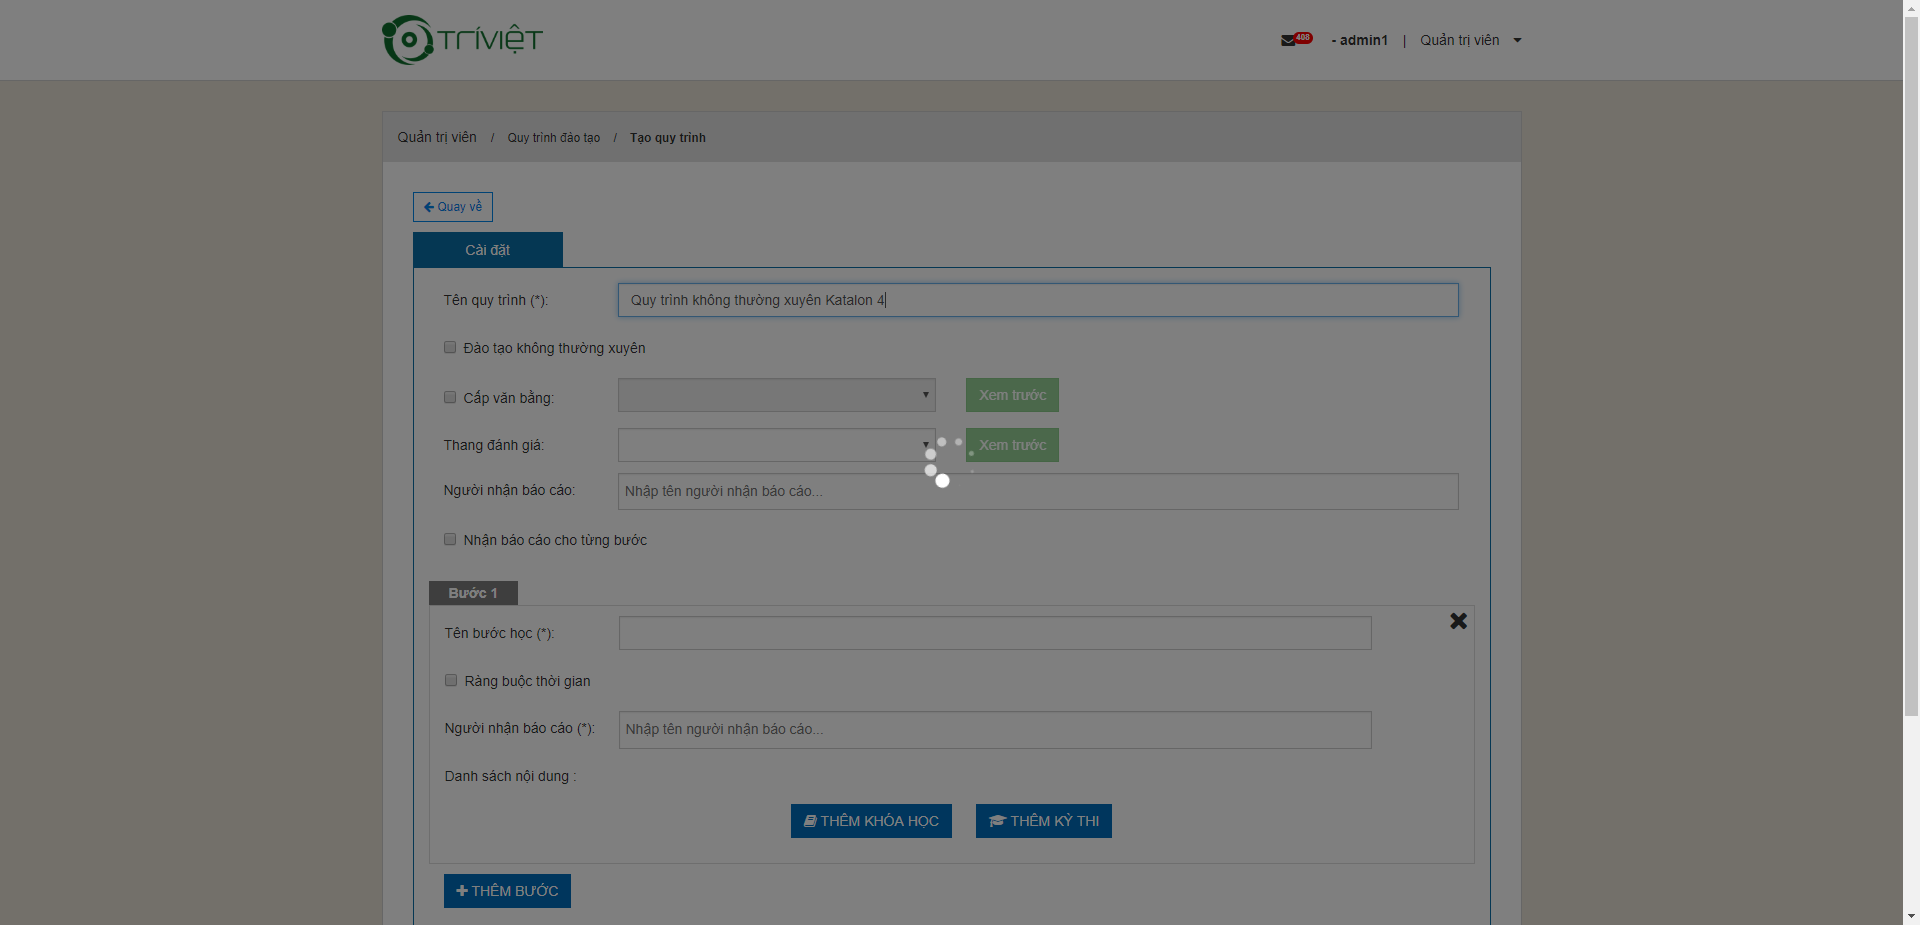 TríViệt
408
- admin1 | Quản trị viên
Quản trị viên / Quy trình đào tạo / Tạo quy trình
Quay về
Cài đặt
Tên quy trình (*):
Quy trình không thường xuyên Katalon 4
Đào tạo không thường xuyên
Cấp văn bằng:
Xem trước
Thang đánh giá:
Xem trước
Người nhận báo cáo:
Nhập tên người nhận báo cáo...
Nhận báo cáo cho từng bước
Bước 1
Tên bước học (*):
Ràng buộc thời gian
Người nhận báo cáo (*):
Nhập tên người nhận báo cáo...
Danh sách nội dung :
THÊM KHÓA HỌC
THÊM KỲ THI
THÊM BƯỚC